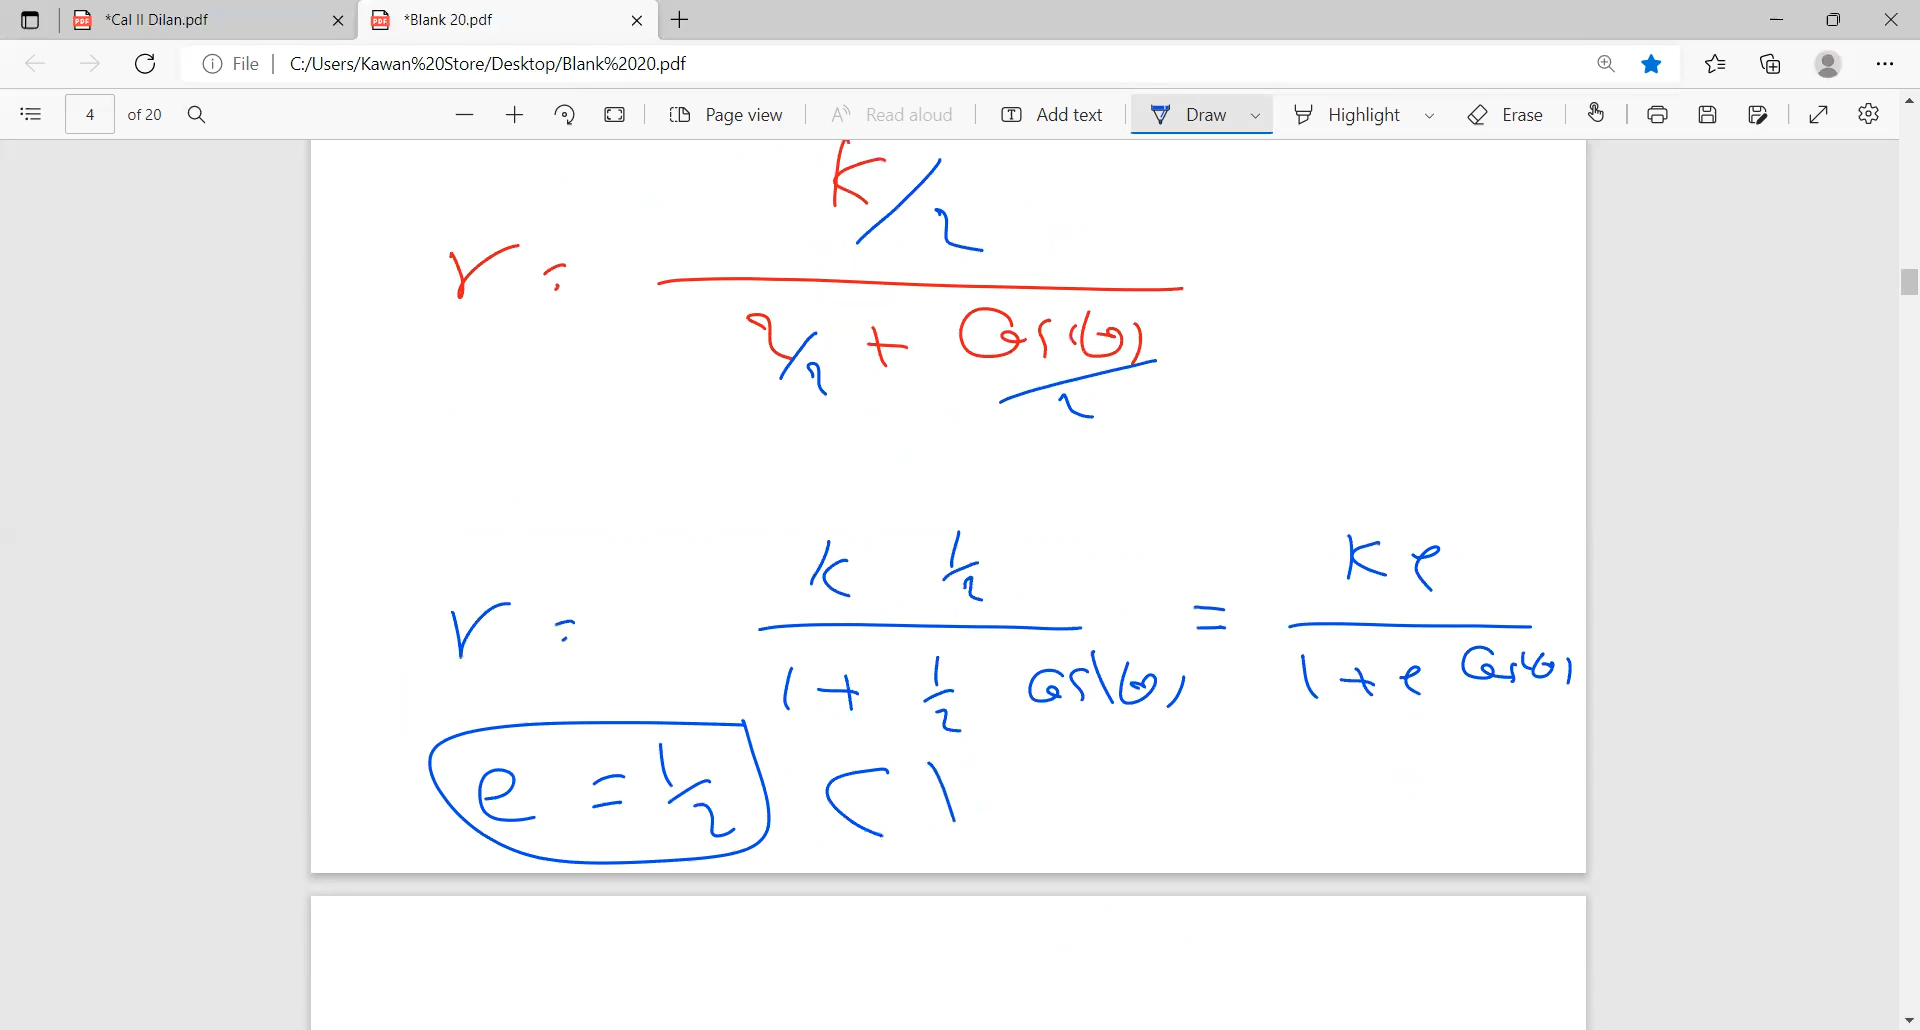 *Cal II Dilan.pdf
*Blank 20.pdf
File | C:/Users/Kawan%20Store/Desktop/Blank%2020.pdf
4 of 20 Page view Read aloud Add text Draw Highlight Erase
K/2
r =
2/2 + Cos(θ)/2
k 1/2 K e
r = =
1 + 1/2 Cos(θ) 1 + e Cos(θ)
e = 1/2 < 1